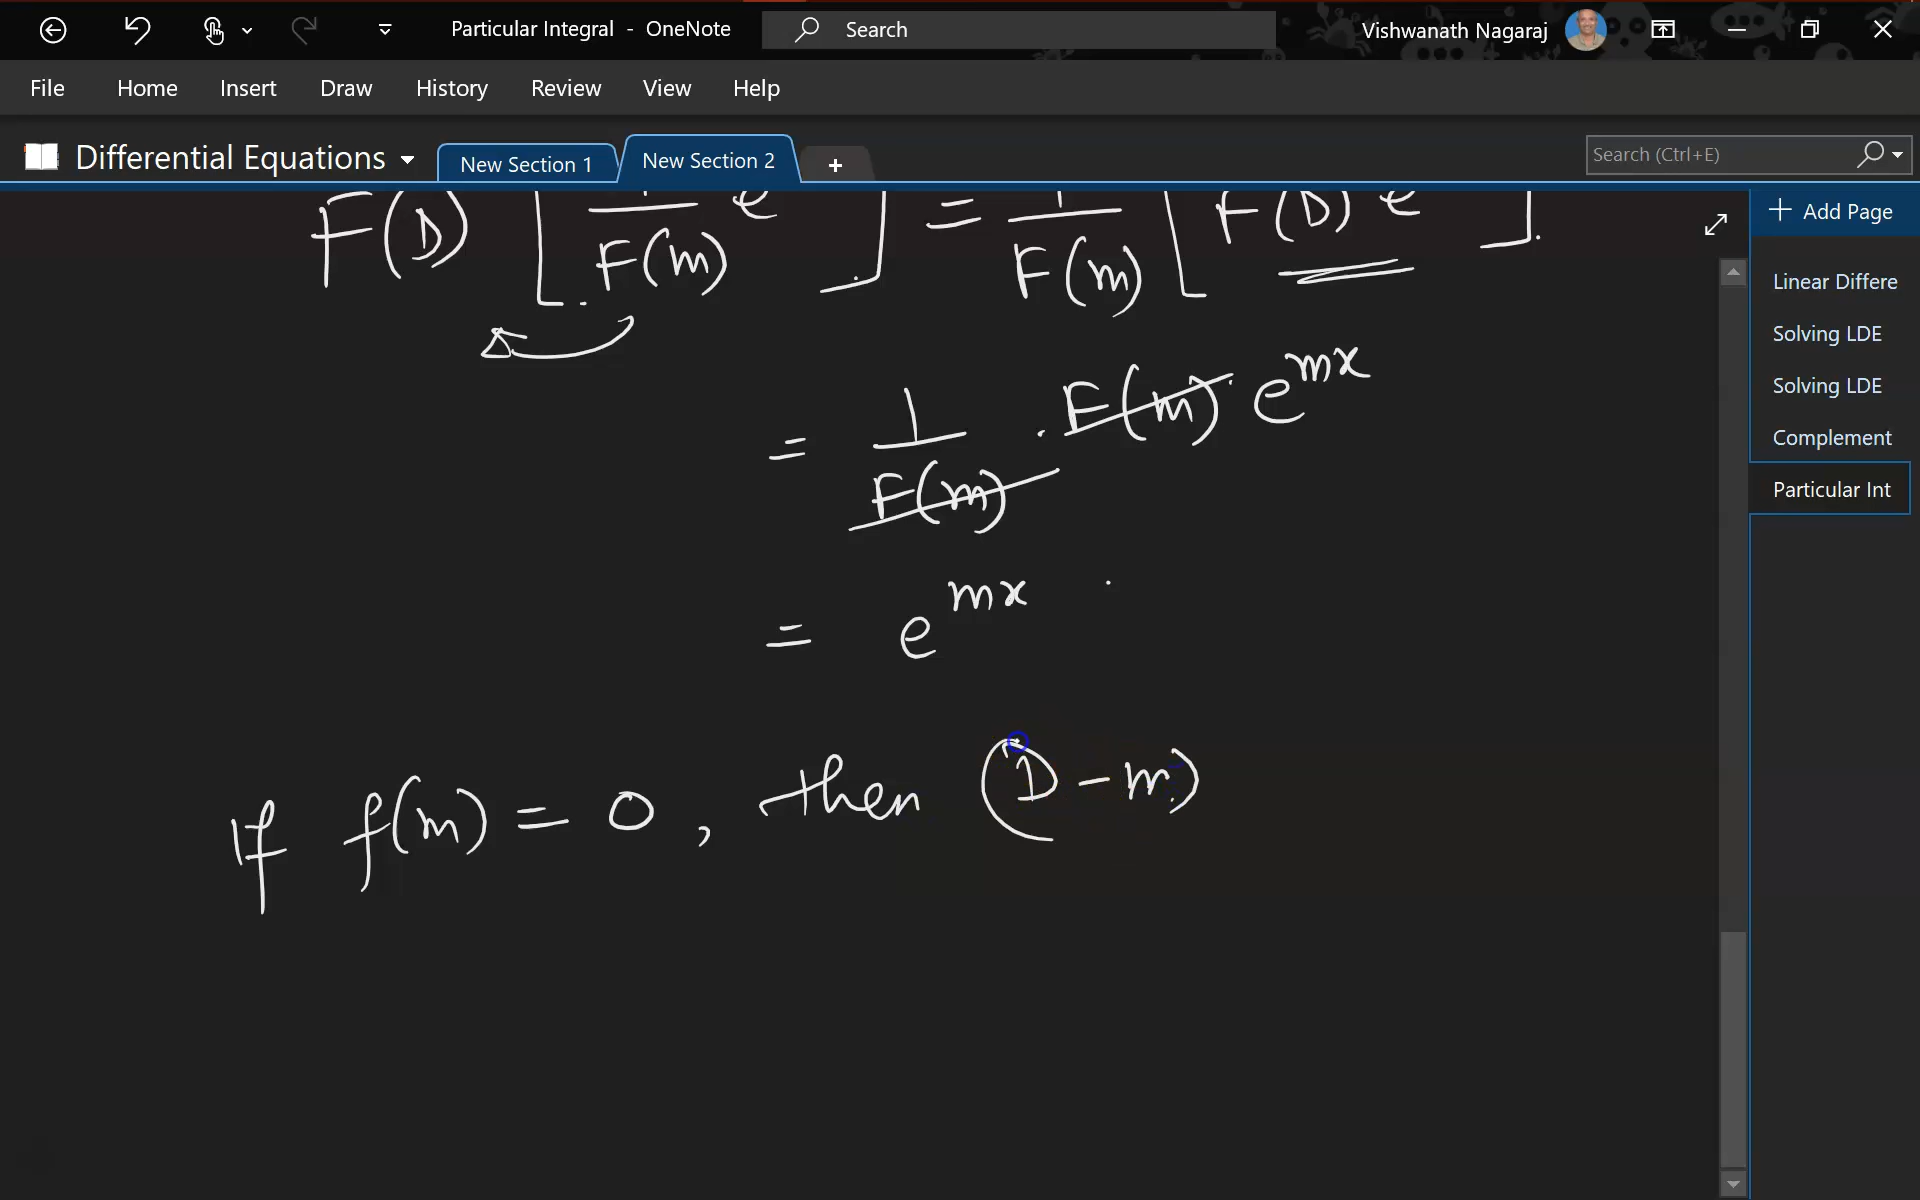 Particular Integral - OneNote
Search
Vishwanath Nagaraj
File Home Insert Draw History Review View Help
Differential Equations
New Section 1
New Section 2
+
Search (Ctrl+E)
Add Page
Linear Differe
Solving LDE
Solving LDE
Complement
Particular Int
F(D) [ 1/F(m) e ] = 1/F(m) [ F(D) e ].
= 1/F(m) . F(m) e^mx
= e^mx .
If f(m) = 0, then (D - m)